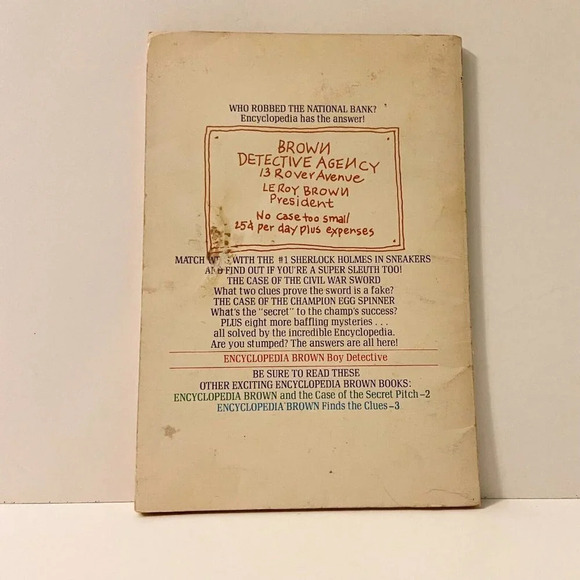 WHO ROBBED THE NATIONAL BANK?
Encyclopedia has the answer!
BROWN
DETECTIVE AGENCY
13 Rover Avenue
LEROY BROWN
President
No case too small
25¢ per day plus expenses
MATCH WITH THE #1 SHERLOCK HOLMES IN SNEAKERS
AND FIND OUT IF YOU'RE A SUPER SLEUTH TOO!
THE CASE OF THE CIVIL WAR SWORD
What two clues prove the sword is a fake?
THE CASE OF THE CHAMPION EGG SPINNER
What's the "secret" to the champ's success?
PLUS eight more baffling mysteries . . .
all solved by the incredible Encyclopedia.
Are you stumped? The answers are all here!
ENCYCLOPEDIA BROWN Boy Detective
BE SURE TO READ THESE
OTHER EXCITING ENCYCLOPEDIA BROWN BOOKS:
ENCYCLOPEDIA BROWN and the Case of the Secret Pitch–2
ENCYCLOPEDIA BROWN Finds the Clues–3